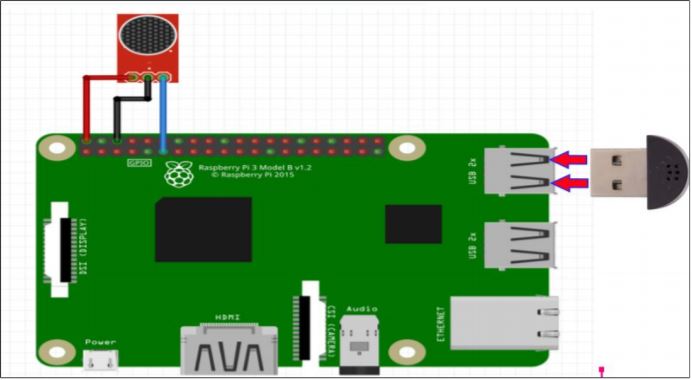 GPIO
Raspberry Pi 3 Model B v1.2
© Raspberry Pi 2015
USB 2x
DSI (DISPLAY)
USB 2x
HDMI
CSI (CAMERA)
Audio
ETHERNET
Power